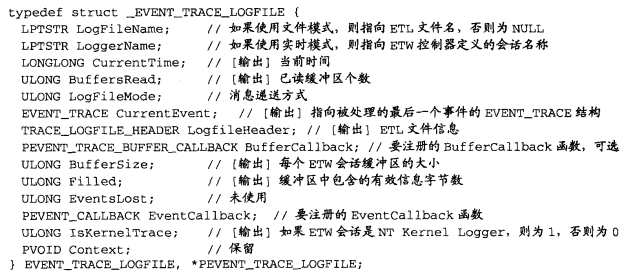 typedef struct _EVENT_TRACE_LOGFILE {
LPTSTR LogFileName; // 如果使用文件模式，则指向 ETL 文件名，否则为 NULL
LPTSTR LoggerName; // 如果使用实时模式，则指向 ETW 控制器定义的会话名称
LONGLONG CurrentTime; // [输出] 当前时间
ULONG BuffersRead; // [输出] 已读缓冲区个数
ULONG LogFileMode; // 消息递送方式
EVENT_TRACE CurrentEvent; // [输出] 指向被处理的最后一个事件的 EVENT_TRACE 结构
TRACE_LOGFILE_HEADER LogfileHeader; // [输出] ETL 文件信息
PEVENT_TRACE_BUFFER_CALLBACK BufferCallback; // 要注册的 BufferCallback 函数，可选
ULONG BufferSize; // [输出] 每个 ETW 会话缓冲区的大小
ULONG Filled; // [输出] 缓冲区中包含的有效信息字节数
ULONG EventsLost; // 未使用
PEVENT_CALLBACK EventCallback; // 要注册的 EventCallback 函数
ULONG IsKernelTrace; // [输出] 如果 ETW 会话是 NT Kernel Logger，则为 1，否则为 0
PVOID Context; // 保留
} EVENT_TRACE_LOGFILE, *PEVENT_TRACE_LOGFILE;